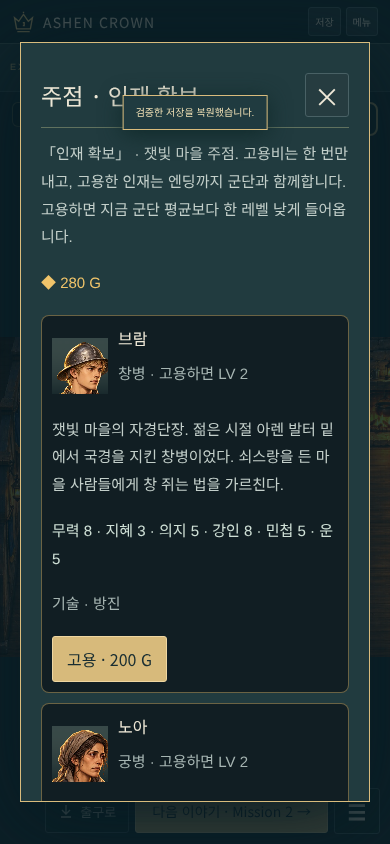 ASHEN CROWN
저장
메뉴
주점 · 인재 확보
검증한 저장을 복원했습니다.
「인재 확보」 · 잿빛 마을 주점. 고용비는 한 번만
내고, 고용한 인재는 엔딩까지 군단과 함께합니다.
고용하면 지금 군단 평균보다 한 레벨 낮게 들어옵
니다.
280 G
브람
창병 · 고용하면 LV 2
잿빛 마을의 자경단장. 젊은 시절 아렌 발터 밑
에서 국경을 지킨 창병이었다. 쇠스랑을 든 마
을 사람들에게 창 쥐는 법을 가르친다.
무력 8 · 지혜 3 · 의지 5 · 강인 8 · 민첩 5 · 운
5
기술 · 방진
고용 · 200 G
노아
궁병 · 고용하면 LV 2
출구로
다음 이야기 · Mission 2 →